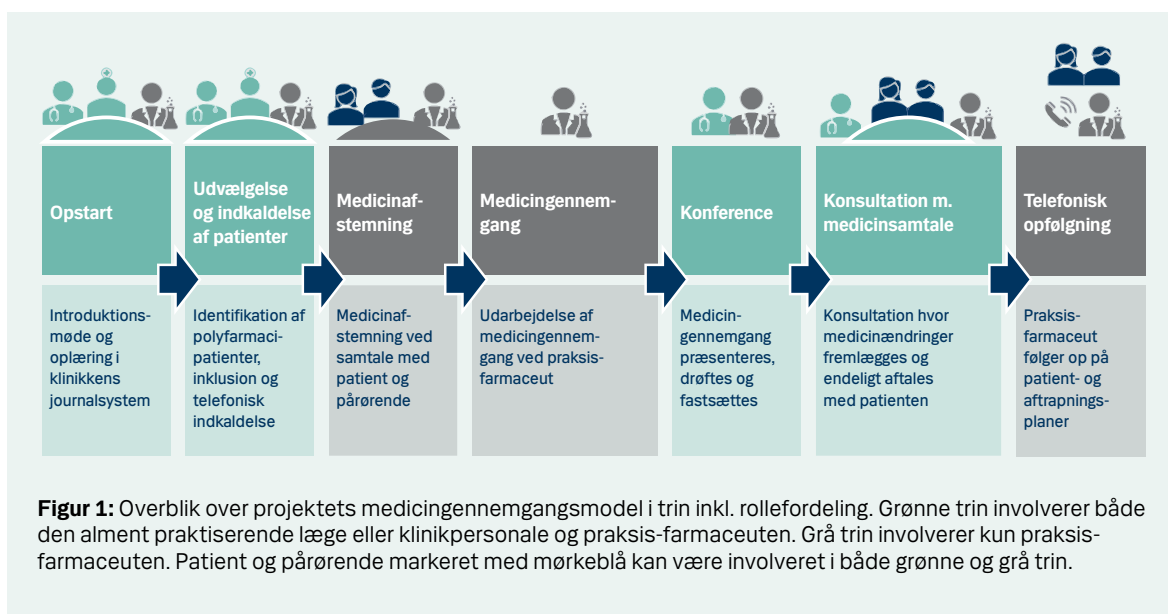 Opstart
Udvælgelse
og indkaldelse
af patienter
Medicinaf-
stemning
Medicingennem-
gang
Konference
Konsultation m.
medicinsamtale
Telefonisk
opfølgning
Introduktions-
møde og
oplæring i
klinikkens
journalsystem
Identifikation af
polyfarmaci-
patienter,
inklusion og
telefonisk
indkaldelse
Medicinaf-
stemning ved
samtale med
patient og
pårørende
Udarbejdelse af
medicingennem-
gang ved praksis-
farmaceut
Medicin-
gennemgang
præsenteres,
drøftes og
fastsættes
Konsultation hvor
medicinændringer
fremlægges og
endeligt aftales
med patienten
Praksis-
farmaceut
følger op på
patient- og
aftrapnings-
planer
Figur 1: Overblik over projektets medicingennemgangsmodel i trin inkl. rollefordeling. Grønne trin involverer både
den alment praktiserende læge eller klinikpersonale og praksis-farmaceuten. Grå trin involverer kun praksis-
farmaceuten. Patient og pårørende markeret med mørkeblå kan være involveret i både grønne og grå trin.